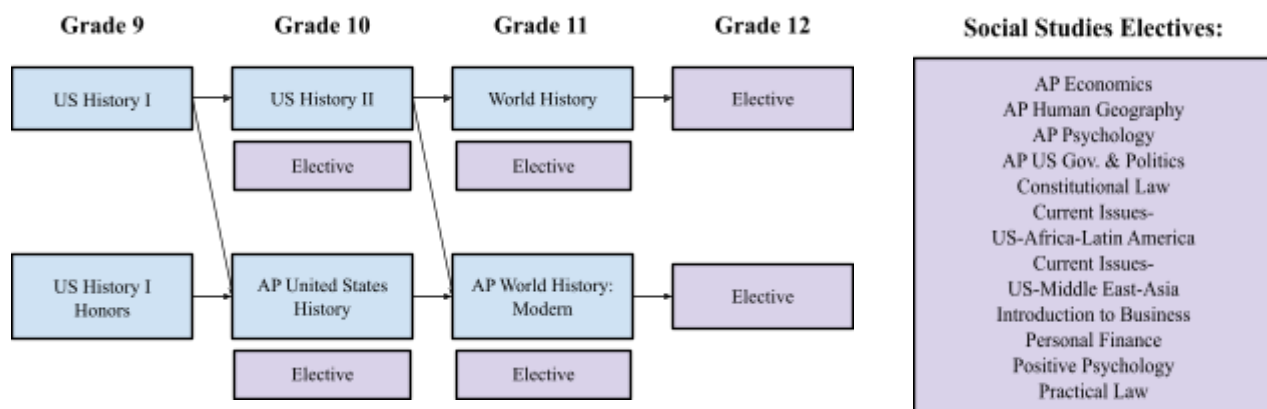 Grade 9
Grade 10
Grade 11
Grade 12
US History I
US History II
World History
Elective
Elective
Elective
US History I
Honors
AP United States
History
AP World History:
Modern
Elective
Elective
Elective
Social Studies Electives:
AP Economics
AP Human Geography
AP Psychology
AP US Gov. & Politics
Constitutional Law
Current Issues-
US-Africa-Latin America
Current Issues-
US-Middle East-Asia
Introduction to Business
Personal Finance
Positive Psychology
Practical Law